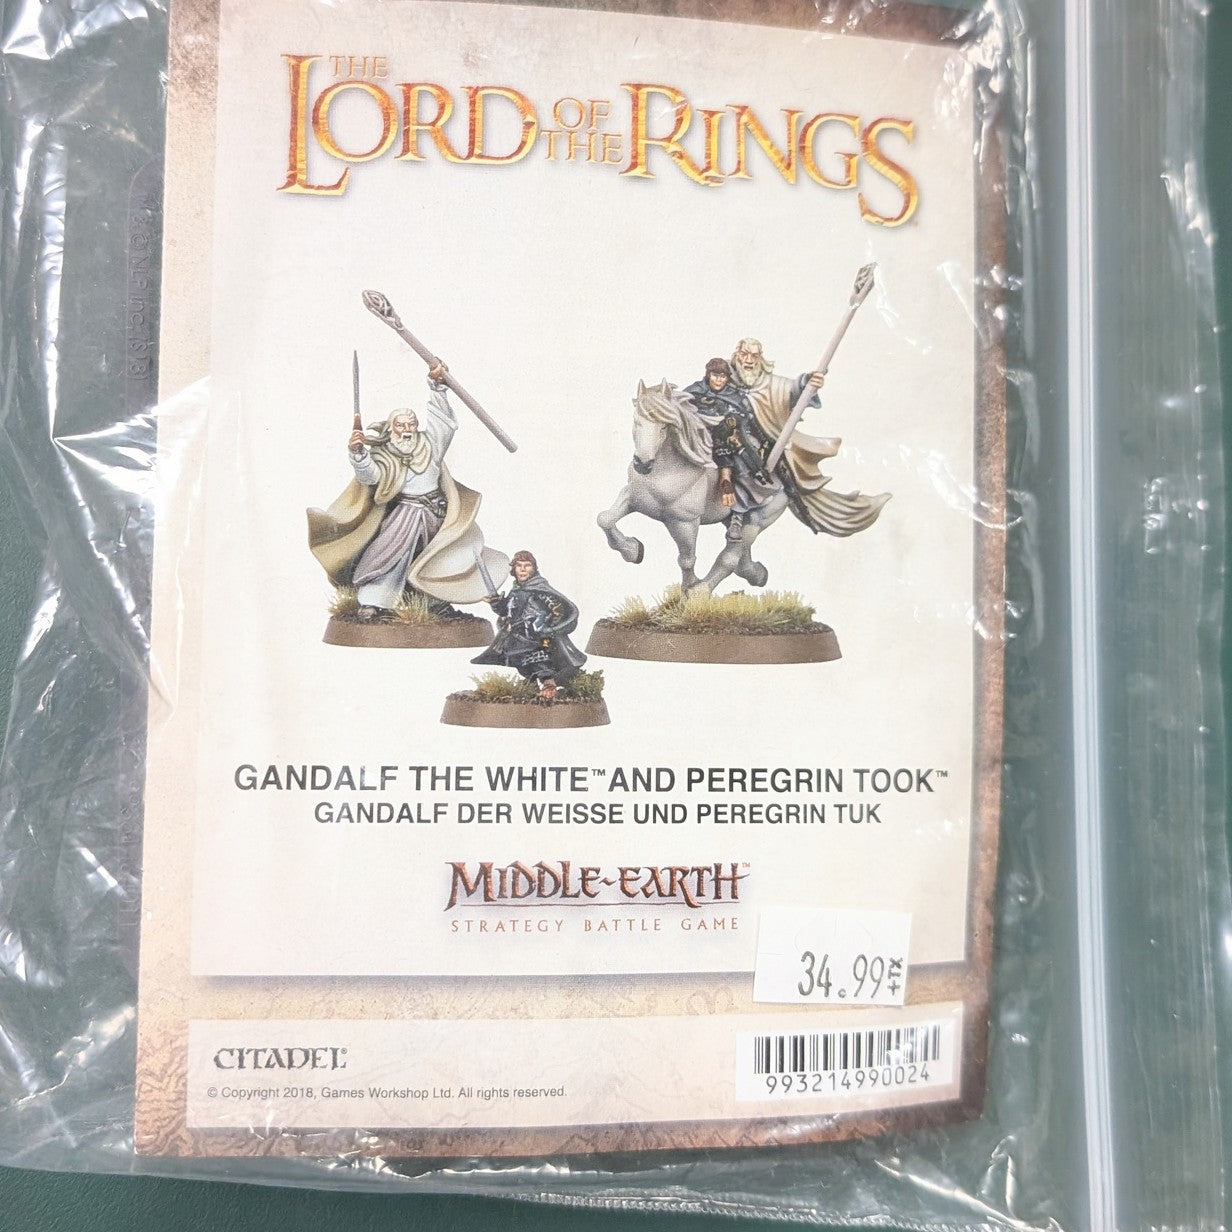 THE LORD OF THE RINGS
GANDALF THE WHITE™ AND PEREGRIN TOOK™
GANDALF DER WEISSE UND PEREGRIN TUK
MIDDLE-EARTH™
STRATEGY BATTLE GAME
34.99 +TX
CITADEL®
© Copyright 2018, Games Workshop Ltd. All rights reserved.
993214990024